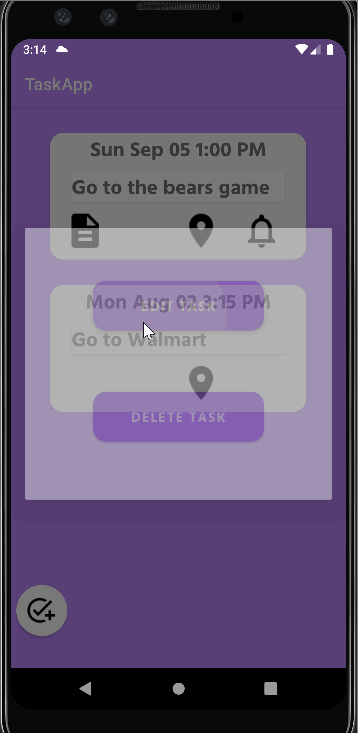 3:14
TaskApp
Sun Sep 05 1:00 PM
Go to the bears game
Mon Aug 02 3:15 PM
EDIT TASK
Go to Walmart
DELETE TASK